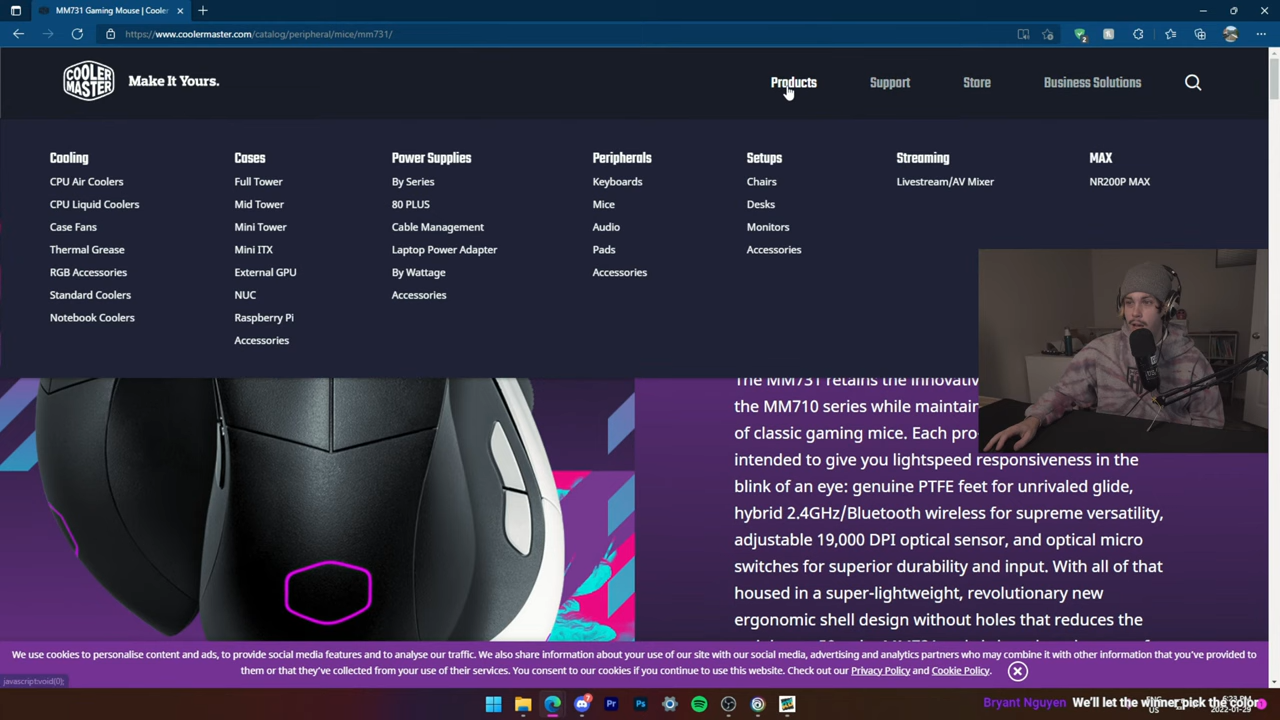 MM731 Gaming Mouse | Cooler
https://www.coolermaster.com/catalog/peripheral/mice/mm731/
COOLER MASTER
Make It Yours.
Products
Support
Store
Business Solutions
Cooling
CPU Air Coolers
CPU Liquid Coolers
Case Fans
Thermal Grease
RGB Accessories
Standard Coolers
Notebook Coolers
Cases
Full Tower
Mid Tower
Mini Tower
Mini ITX
External GPU
NUC
Raspberry Pi
Accessories
Power Supplies
By Series
80 PLUS
Cable Management
Laptop Power Adapter
By Wattage
Accessories
Peripherals
Keyboards
Mice
Audio
Pads
Accessories
Setups
Chairs
Desks
Monitors
Accessories
Streaming
Livestream/AV Mixer
MAX
NR200P MAX
The MM731 retains the innovativ
the MM710 series while maintain
of classic gaming mice. Each pro
intended to give you lightspeed responsiveness in the
blink of an eye: genuine PTFE feet for unrivaled glide,
hybrid 2.4GHz/Bluetooth wireless for supreme versatility,
adjustable 19,000 DPI optical sensor, and optical micro
switches for superior durability and input. With all of that
housed in a super-lightweight, revolutionary new
ergonomic shell design without holes that reduces the
We use cookies to personalise content and ads, to provide social media features and to analyse our traffic. We also share information about your use of our site with our social media, advertising and analytics partners who may combine it with other information that you've provided to
them or that they've collected from your use of their services. You consent to our cookies if you continue to use this website. Check out our Privacy Policy and Cookie Policy.
javascript:void(0);
Bryant Nguyen We'll let the winner pick the color
ENG
US
5:23 PM
2022-01-29